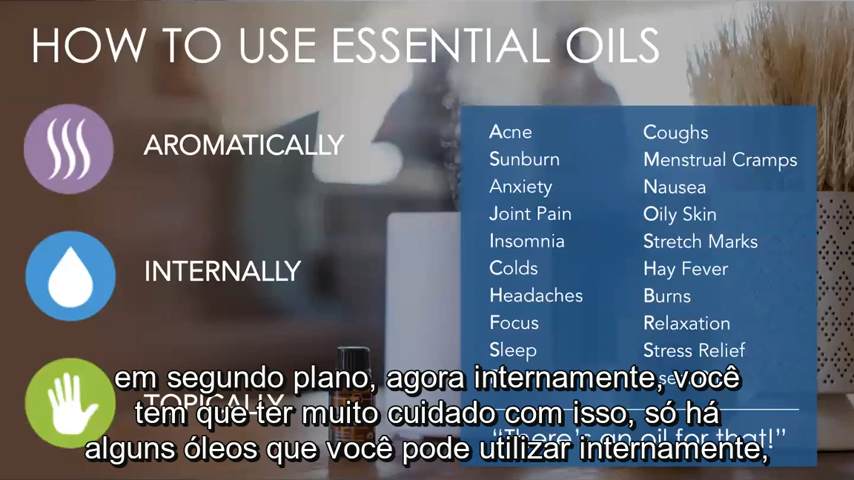 HOW TO USE ESSENTIAL OILS
AROMATICALLY
INTERNALLY
TOPICALLY
Acne
Sunburn
Anxiety
Joint Pain
Insomnia
Colds
Headaches
Focus
Sleep
Coughs
Menstrual Cramps
Nausea
Oily Skin
Stretch Marks
Hay Fever
Burns
Relaxation
Stress Relief
“There’s an oil for that!”
em segundo plano, agora internamente, você
tem que ter muito cuidado com isso, só há
alguns óleos que você pode utilizar internamente,